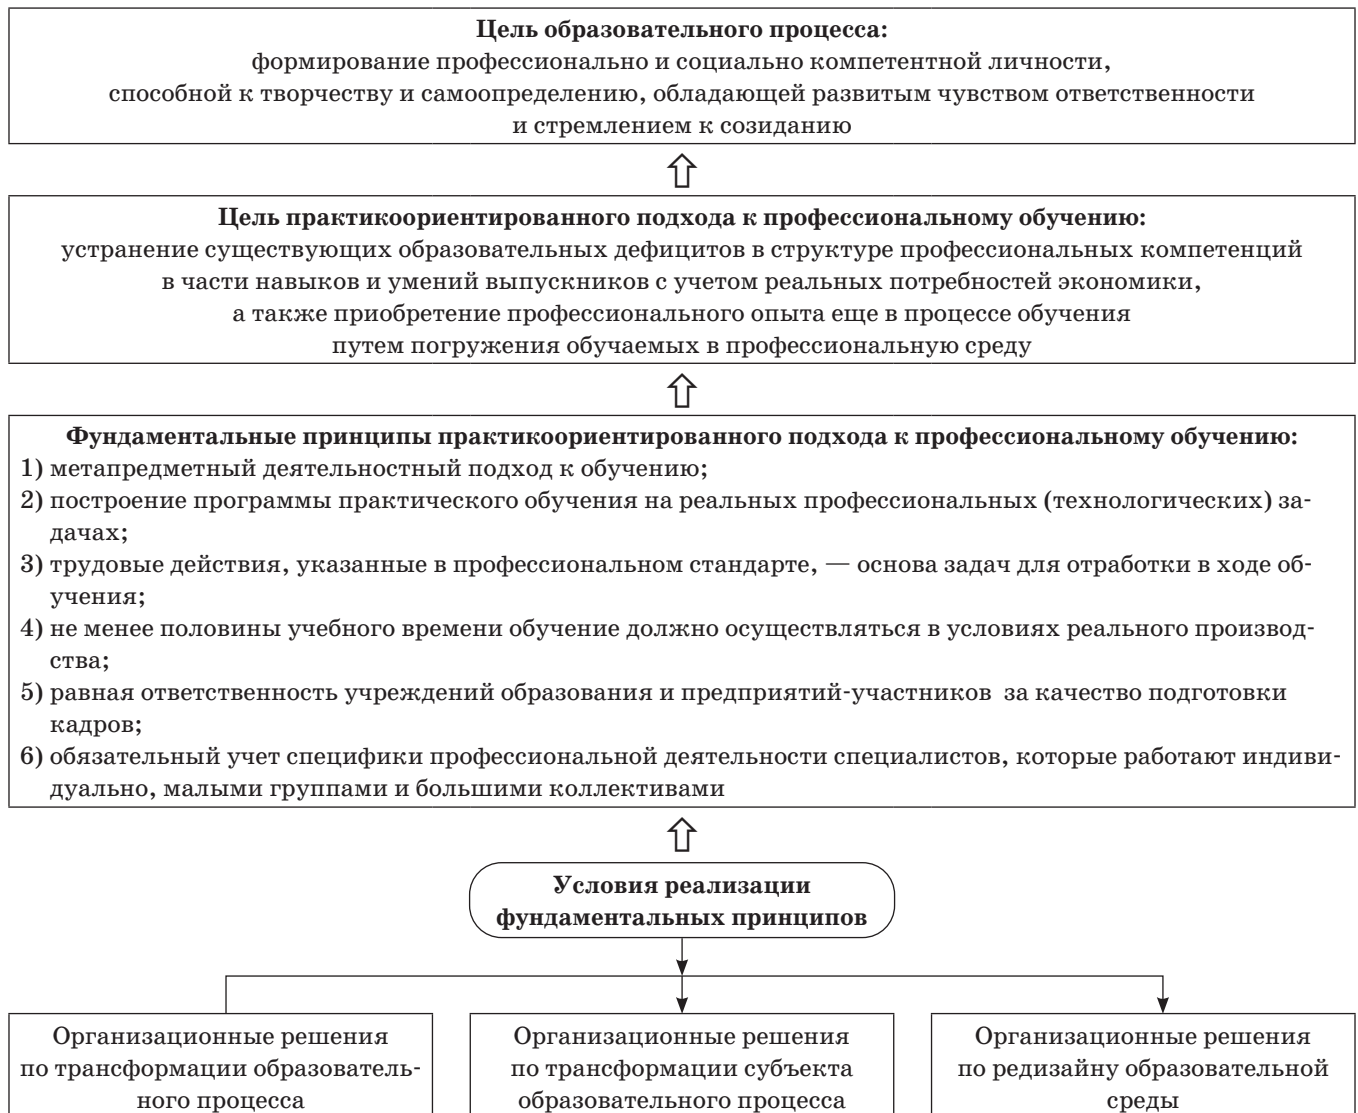 Цель образовательного процесса:
формирование профессионально и социально компетентной личности,
способной к творчеству и самоопределению, обладающей развитым чувством ответственности
и стремлением к созиданию
Цель практикоориентированного подхода к профессиональному обучению:
устранение существующих образовательных дефицитов в структуре профессиональных компетенций
в части навыков и умений выпускников с учетом реальных потребностей экономики,
а также приобретение профессионального опыта еще в процессе обучения
путем погружения обучаемых в профессиональную среду
Фундаментальные принципы практикоориентированного подхода к профессиональному обучению:
1) метапредметный деятельностный подход к обучению;
2) построение программы практического обучения на реальных профессиональных (технологических) за-
дачах;
3) трудовые действия, указанные в профессиональном стандарте, — основа задач для отработки в ходе об-
учения;
4) не менее половины учебного времени обучение должно осуществляться в условиях реального производ-
ства;
5) равная ответственность учреждений образования и предприятий-участников за качество подготовки
кадров;
6) обязательный учет специфики профессиональной деятельности специалистов, которые работают индиви-
дуально, малыми группами и большими коллективами
Условия реализации
фундаментальных принципов
Организационные решения
по трансформации образователь-
ного процесса
Организационные решения
по трансформации субъекта
образовательного процесса
Организационные решения
по редизайну образовательной
среды